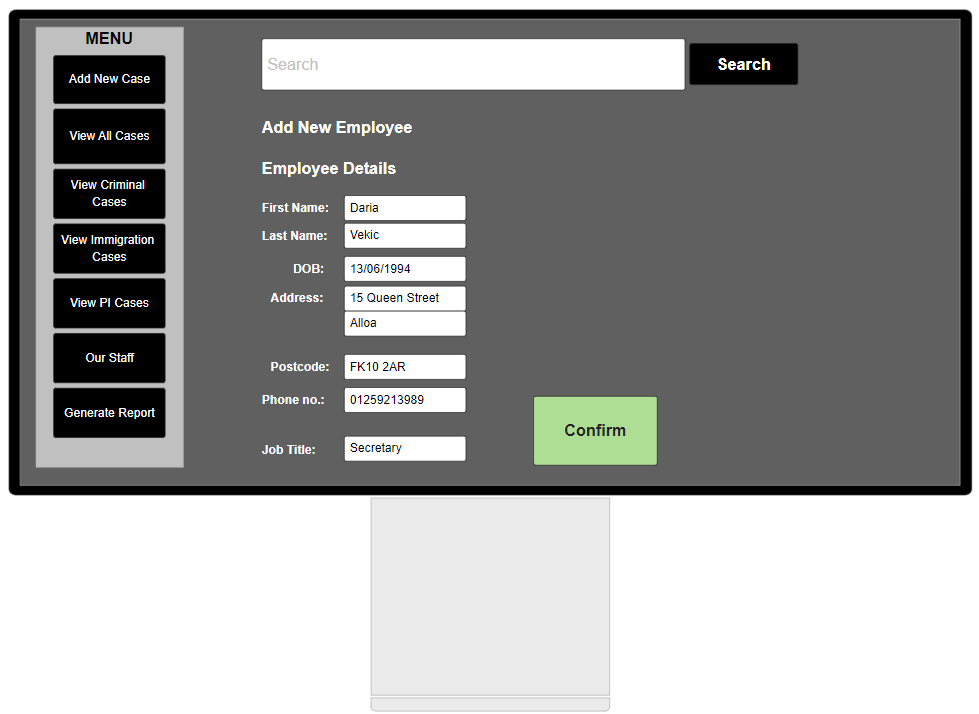 MENU
Add New Case
View All Cases
View Criminal
Cases
View Immigration
Cases
View PI Cases
Our Staff
Generate Report
Search
Search
Add New Employee
Employee Details
First Name: Daria
Last Name: Vekic
DOB: 13/06/1994
Address: 15 Queen Street
Alloa
Postcode: FK10 2AR
Phone no.: 01259213989
Job Title: Secretary
Confirm